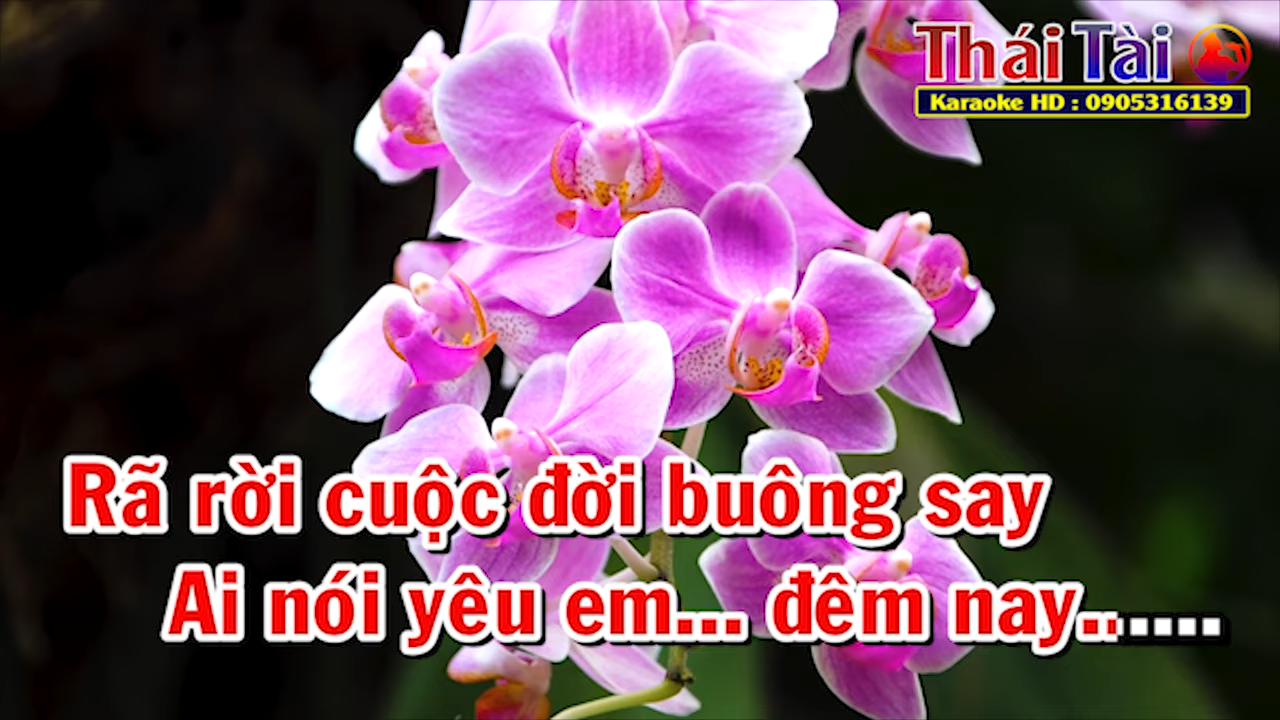 Thái Tài
Karaoke HD : 0905316139
Rã rời cuộc đời buông say
Ai nói yêu em... đêm nay.......